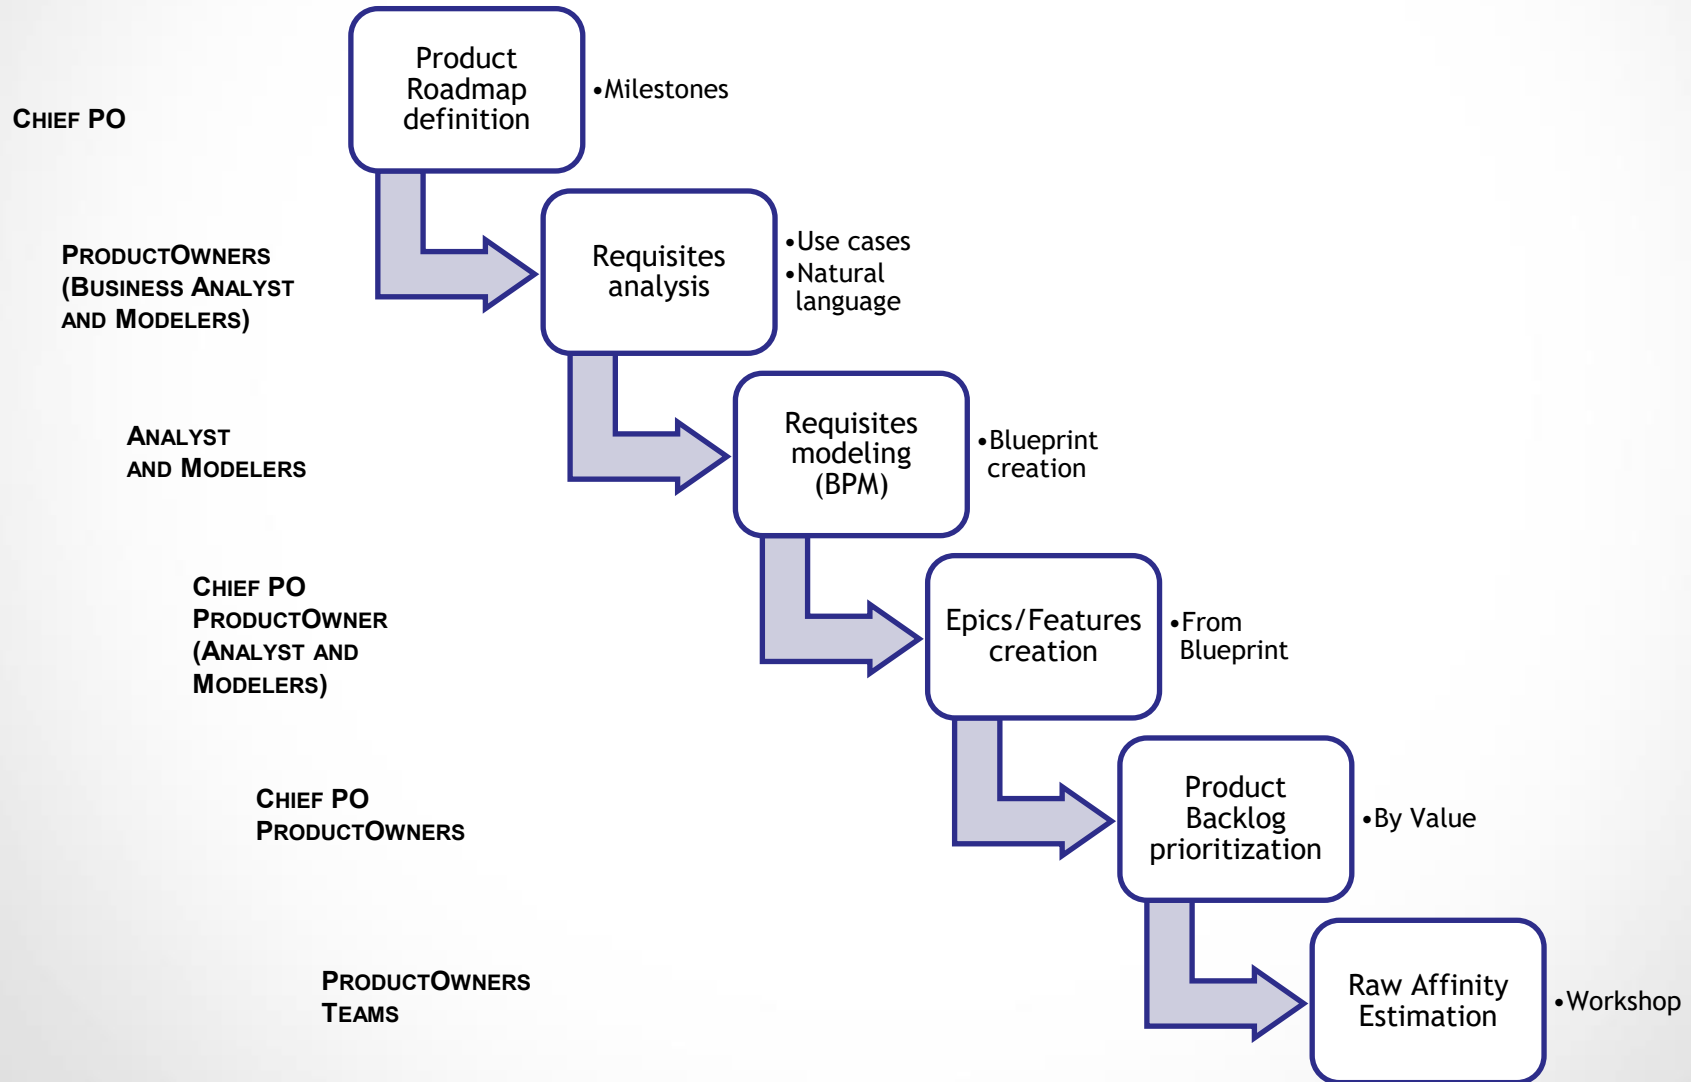 Product
Roadmap
definition
•Milestones
CHIEF PO
PRODUCTOWNERS
(BUSINESS ANALYST
AND MODELERS)
Requisites
analysis
•Use cases
•Natural
language
ANALYST
AND MODELERS
Requisites
modeling
(BPM)
•Blueprint
creation
CHIEF PO
PRODUCTOWNER
(ANALYST AND
MODELERS)
Epics/Features
creation
•From
Blueprint
CHIEF PO
PRODUCTOWNERS
Product
Backlog
prioritization
•By Value
PRODUCTOWNERS
TEAMS
Raw Affinity
Estimation
•Workshop